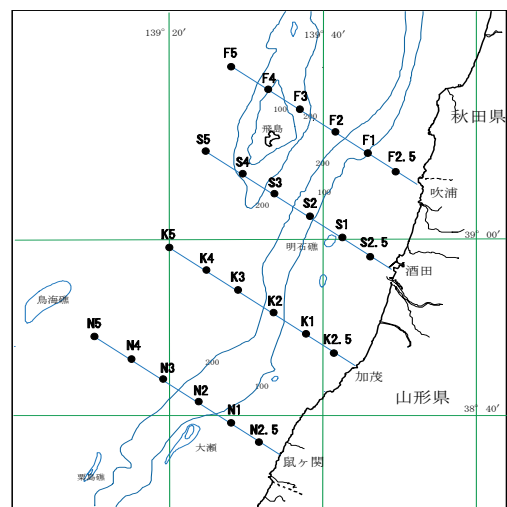 139° 20′
139° 40′
F5
F4
F3
100
200
飛島
F2
F1
F2.5
秋田県
S5
S4
S3
200
200
100
吹浦
S2
S1
S2.5
明石礁
39° 00′
酒田
K5
K4
K3
K2
K1
K2.5
鳥海礁
N5
N4
N3
N2
N1
N2.5
200
100
加茂
山形県
38° 40′
大瀬
鼠ヶ関
粟島礁